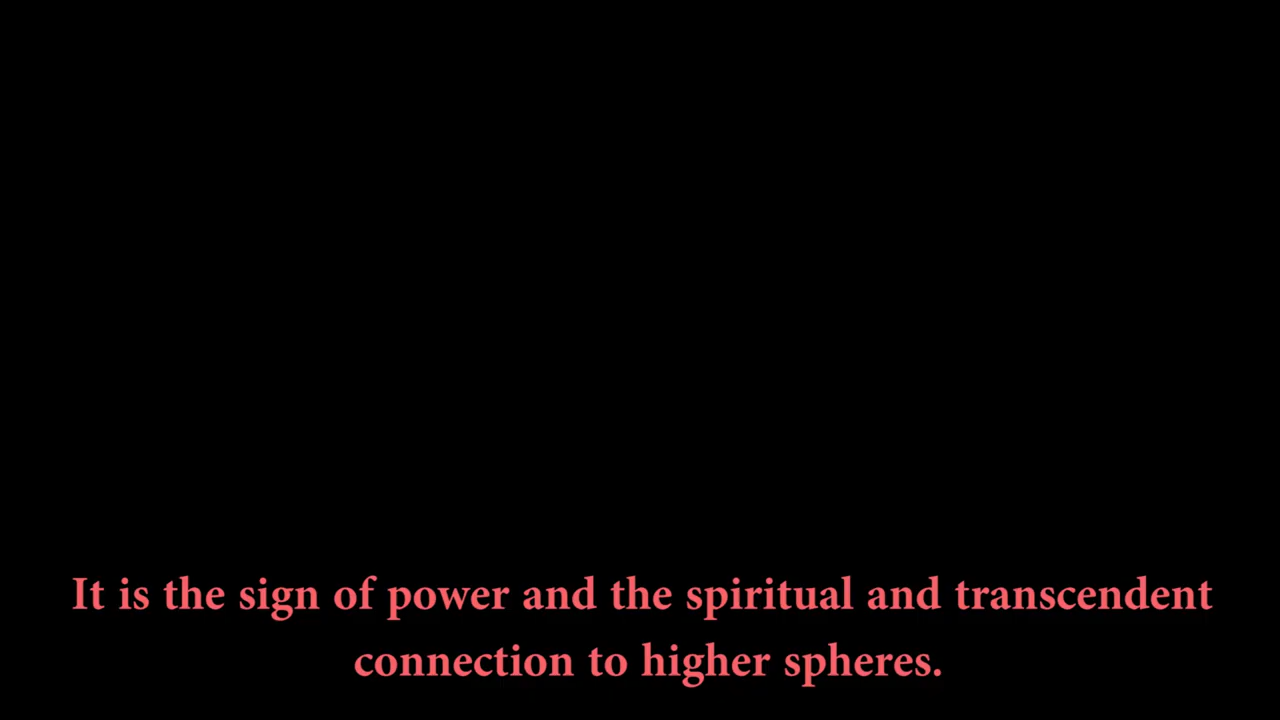 It is the sign of power and the spiritual and transcendent
connection to higher spheres.